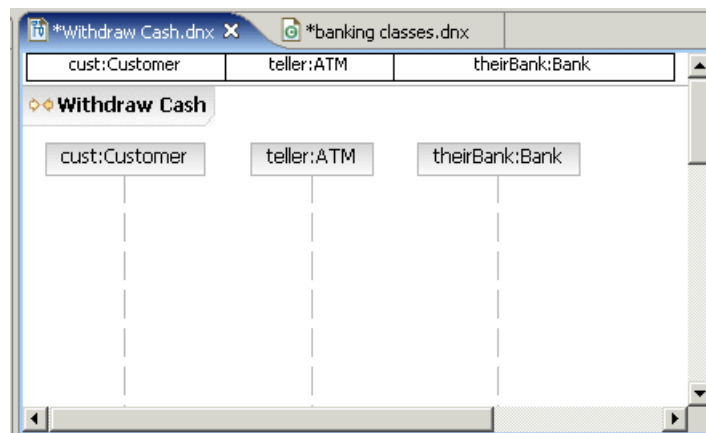 *Withdraw Cash.dnx *banking classes.dnx
cust:Customer teller:ATM theirBank:Bank
Withdraw Cash
cust:Customer teller:ATM theirBank:Bank